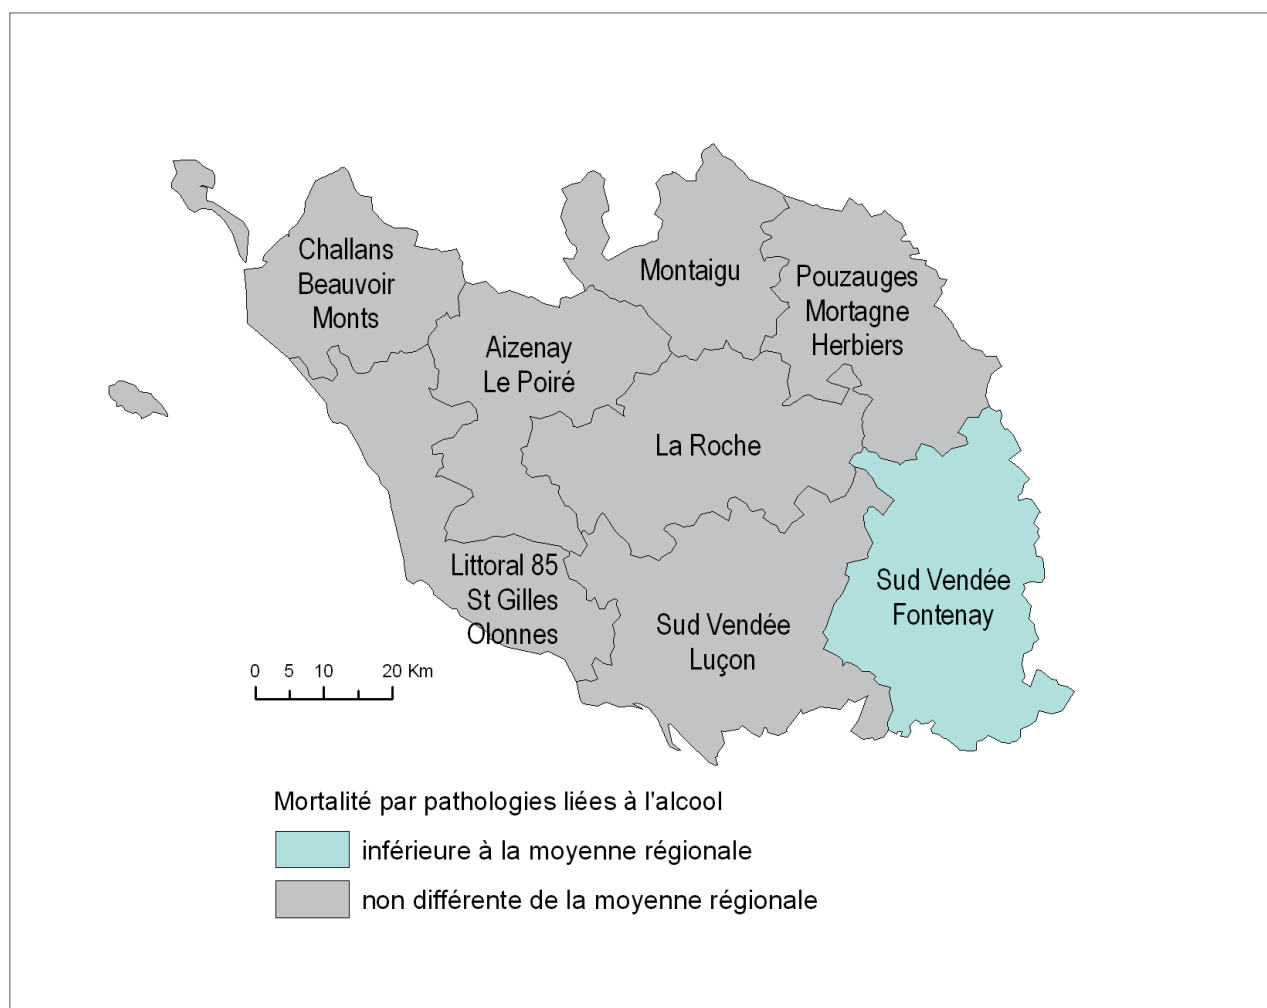 Challans
Beauvoir
Monts
Montaigu
Pouzauges
Mortagne
Herbiers
Aizenay
Le Poiré
La Roche
Littoral 85
St Gilles
Olonnes
Sud Vendée
Luçon
Sud Vendée
Fontenay
0 5 10 20 Km
Mortalité par pathologies liées à l'alcool
inférieure à la moyenne régionale
non différente de la moyenne régionale